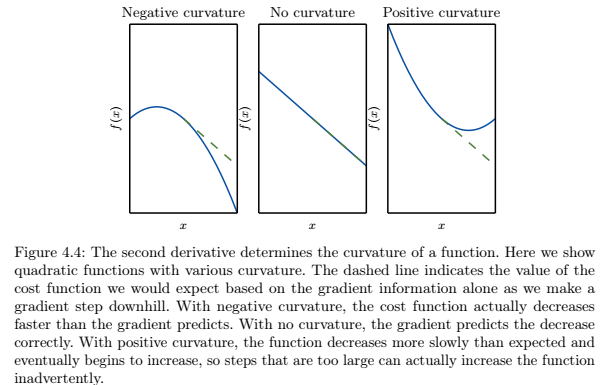 Negative curvature
No curvature
Positive curvature
f(x)
f(x)
f(x)
x
x
x
Figure 4.4: The second derivative determines the curvature of a function. Here we show
quadratic functions with various curvature. The dashed line indicates the value of the
cost function we would expect based on the gradient information alone as we make a
gradient step downhill. With negative curvature, the cost function actually decreases
faster than the gradient predicts. With no curvature, the gradient predicts the decrease
correctly. With positive curvature, the function decreases more slowly than expected and
eventually begins to increase, so steps that are too large can actually increase the function
inadvertently.